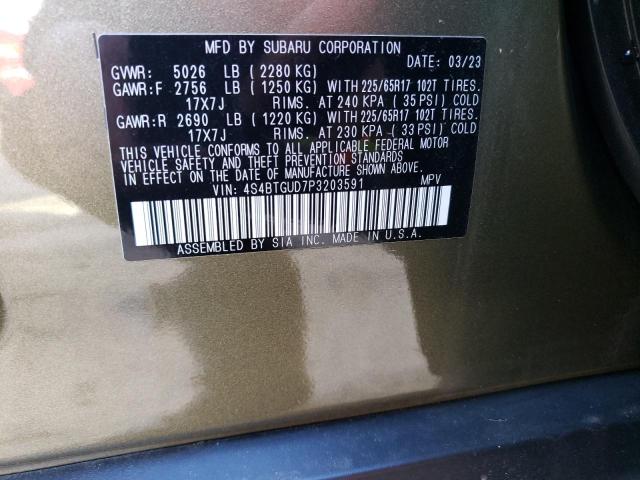 MFD BY SUBARU CORPORATION
DATE: 03/23
GVWR: 5026 LB (2280 KG)
GAWR:F 2756 LB (1250 KG) WITH 225/65R17 102T TIRES.
17X7J RIMS. AT 240 KPA (35 PSI) COLD
GAWR:R 2690 LB (1220 KG) WITH 225/65R17 102T TIRES.
17X7J RIMS. AT 230 KPA (33 PSI) COLD
THIS VEHICLE CONFORMS TO ALL APPLICABLE FEDERAL MOTOR
VEHICLE SAFETY AND THEFT PREVENTION STANDARDS
IN EFFECT ON THE DATE OF MANUFACTURE SHOWN ABOVE.
VIN: 4S4BTGUD7P3203591 MPV
ASSEMBLED BY SIA INC. MADE IN U.S.A.